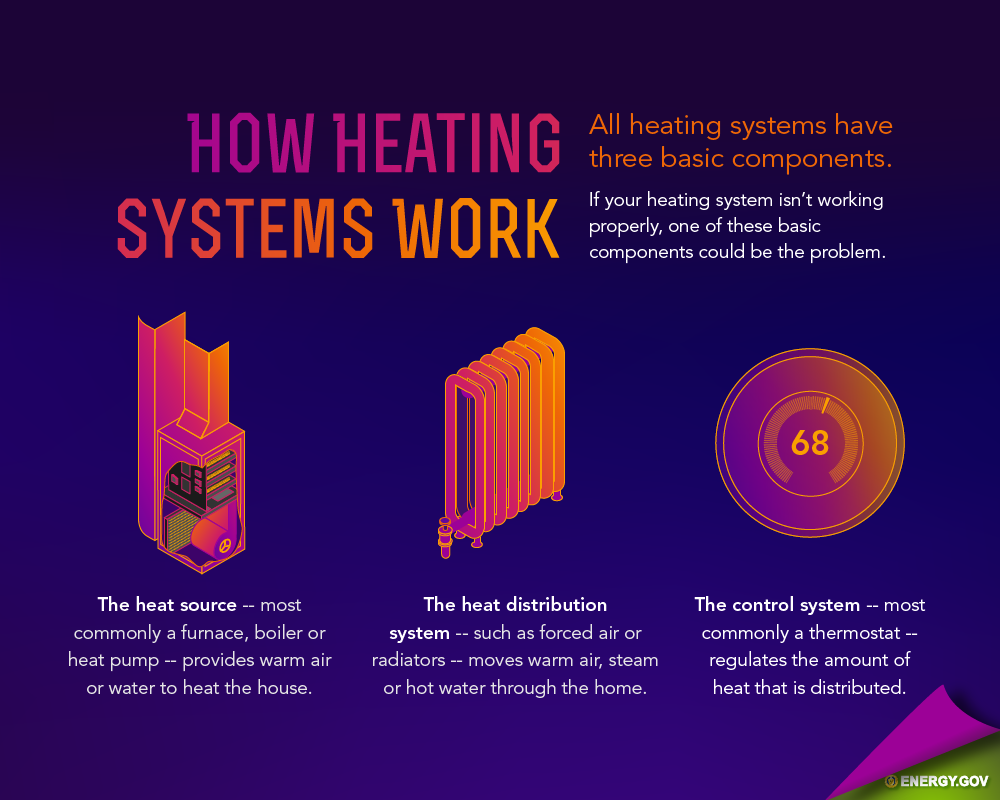 HOW HEATING
SYSTEMS WORK
All heating systems have
three basic components.
If your heating system isn’t working
properly, one of these basic
components could be the problem.
68
The heat source -- most
commonly a furnace, boiler or
heat pump -- provides warm air
or water to heat the house.
The heat distribution
system -- such as forced air or
radiators -- moves warm air, steam
or hot water through the home.
The control system -- most
commonly a thermostat --
regulates the amount of
heat that is distributed.
ENERGY.GOV